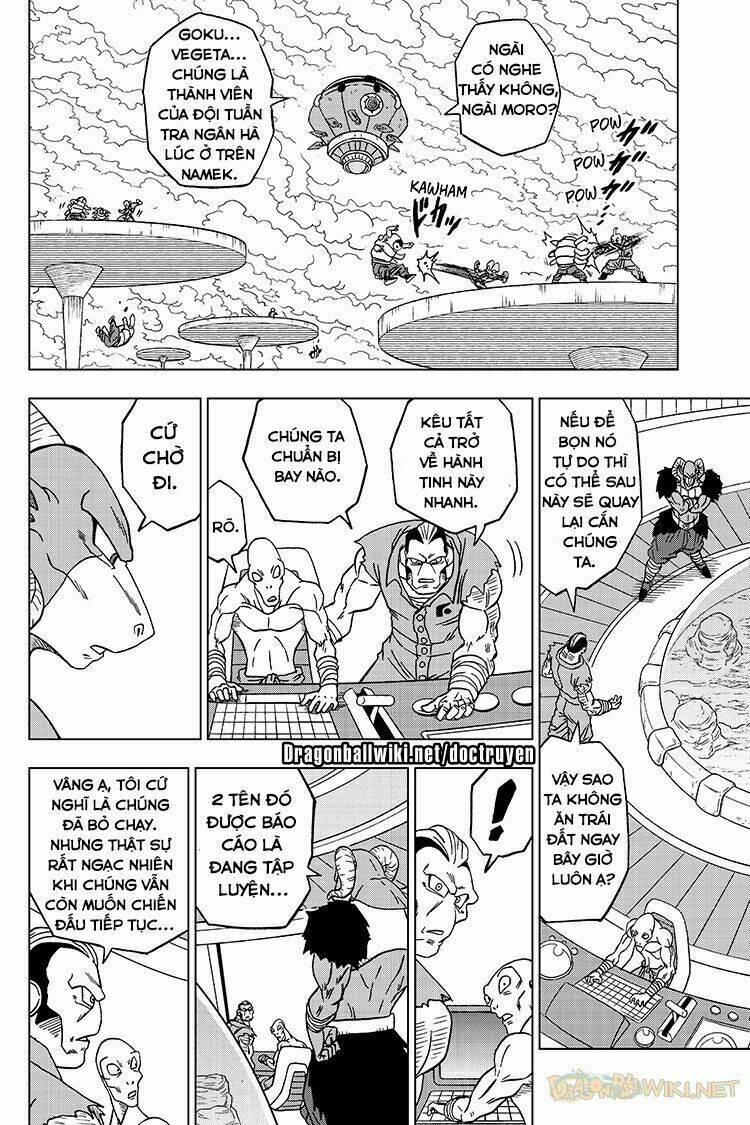 NGÀI
CÓ NGHE
THẤY KHÔNG,
NGÀI MORO?
GOKU...
VEGETA...
CHÚNG LÀ
THÀNH VIÊN
CỦA ĐỘI TUẦN
TRA NGÂN HÀ
LÚC Ở TRÊN
NAMEK.
POW
POW
POW
KAWHAM
ドカッ
NẾU ĐỂ
BỌN NÓ
TỰ DO THÌ
CÓ THỂ SAU
NÀY SẼ QUAY
LẠI CẮN
CHÚNG
TA.
VẬY SAO
TA KHÔNG
ĂN TRÁI
ĐẤT NGAY
BÂY GIỜ
LUÔN Ạ?
KÊU TẤT
CẢ TRỞ
VỀ HÀNH
TINH NÀY
NHANH.
CHÚNG TA
CHUẨN BỊ
BAY NÀO.
RÕ.
CỨ
CHỜ
ĐI.
Dragonballwiki.net/doctruyen
!
2 TÊN ĐÓ
ĐƯỢC BÁO
CÁO LÀ
ĐANG TẬP
LUYỆN...
VÂNG Ạ, TÔI CỨ
NGHĨ LÀ CHÚNG
ĐÃ BỎ CHẠY.
NHƯNG THẬT SỰ
RẤT NGẠC NHIÊN
KHI CHÚNG VẪN
CÒN MUỐN CHIẾN
ĐẤU TIẾP TỤC...
DRAGONBALLWIKI.NET